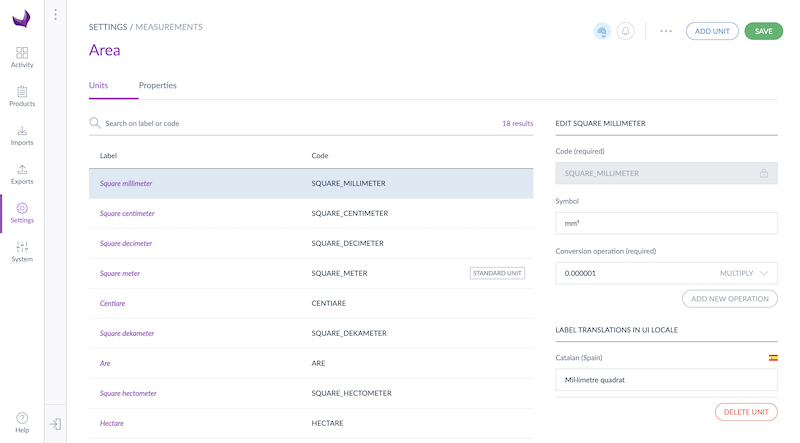 SETTINGS / MEASUREMENTS
ADD UNIT
SAVE
Area
Activity
Products
Imports
Exports
Settings
System
Help
Units
Properties
Search on label or code
18 results
Label
Code
Square millimeter
SQUARE_MILLIMETER
Square centimeter
SQUARE_CENTIMETER
Square decimeter
SQUARE_DECIMETER
Square meter
SQUARE_METER
STANDARD UNIT
Centiare
CENTIARE
Square dekameter
SQUARE_DEKAMETER
Are
ARE
Square hectometer
SQUARE_HECTOMETER
Hectare
HECTARE
EDIT SQUARE MILLIMETER
Code (required)
SQUARE_MILLIMETER
Symbol
mm²
Conversion operation (required)
0.000001
MULTIPLY
ADD NEW OPERATION
LABEL TRANSLATIONS IN UI LOCALE
Catalan (Spain)
Mil·límetre quadrat
DELETE UNIT